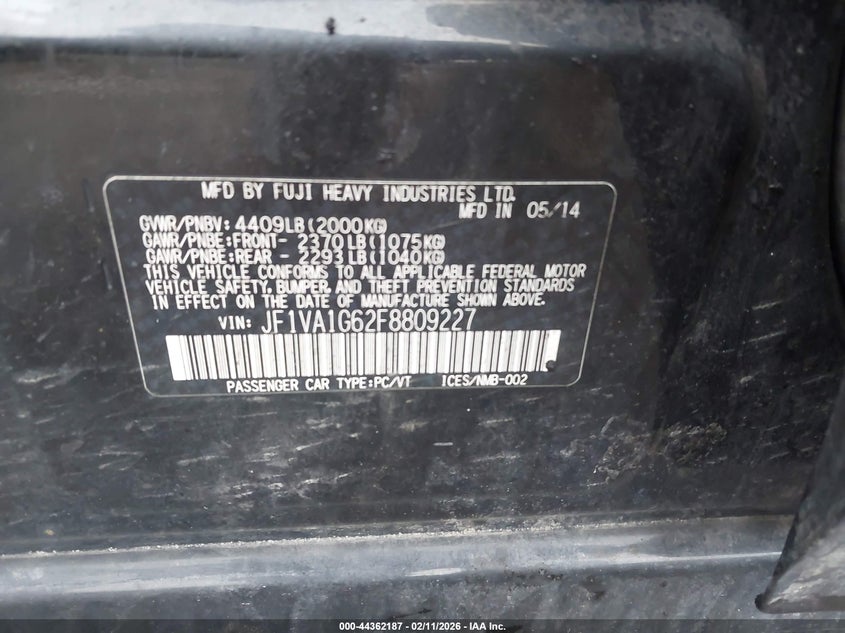 MFD BY FUJI HEAVY INDUSTRIES LTD.
MFD IN 05/14
GVWR/PNBV: 4409LB(2000KG)
GAWR/PNBE:FRONT- 2370LB(1075KG)
GAWR/PNBE:REAR - 2293LB(1040KG)
THIS VEHICLE CONFORMS TO ALL APPLICABLE FEDERAL MOTOR
VEHICLE SAFETY, BUMPER, AND THEFT PREVENTION STANDARDS
IN EFFECT ON THE DATE OF MANUFACTURE SHOWN ABOVE.
VIN: JF1VA1G62F8809227
PASSENGER CAR TYPE:PC/VT ICES/NMB-002
000-44362187 - 02/11/2026 - IAA Inc.